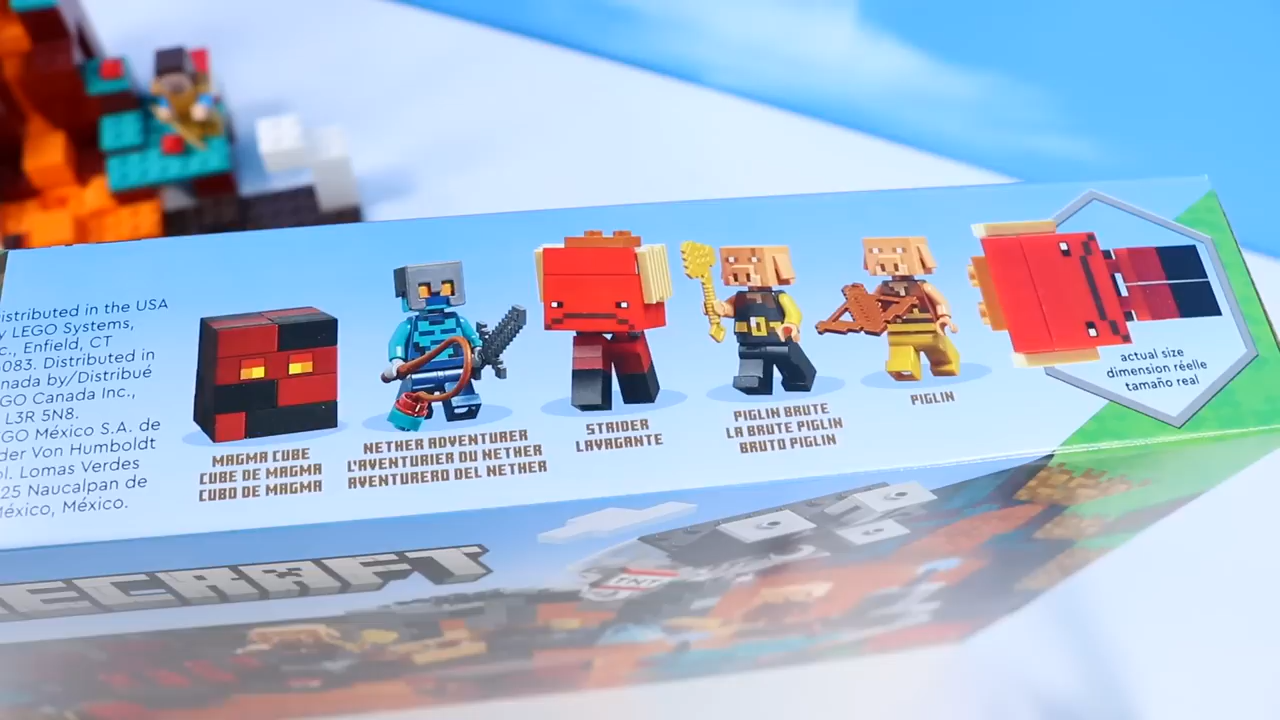 istributed in the USA
y LEGO Systems,
c., Enfield, CT
083. Distributed in
nada by/Distribué
GO Canada Inc.,
L3R 5N8.
GO México S.A. de
der Von Humboldt
ol. Lomas Verdes
25 Naucalpan de
México, México.
MAGMA CUBE
CUBE DE MAGMA
CUBO DE MAGMA
NETHER ADVENTURER
L'AVENTURIER DU NETHER
AVENTURERO DEL NETHER
STRIDER
LAVAGANTE
PIGLIN BRUTE
LA BRUTE PIGLIN
BRUTO PIGLIN
PIGLIN
actual size
dimension réelle
tamaño real
ECRAFT
TNT